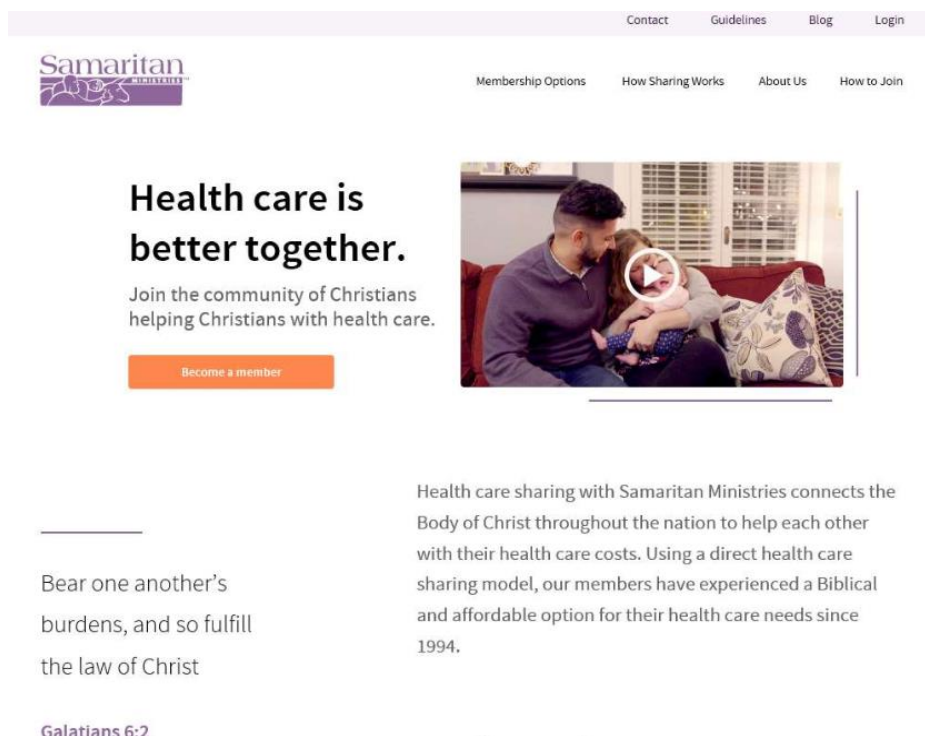 Contact Guidelines Blog Login
Samaritan
MINISTRIES
Membership Options How Sharing Works About Us How to Join
Health care is
better together.
Join the community of Christians
helping Christians with health care.
Become a member
Health care sharing with Samaritan Ministries connects the
Body of Christ throughout the nation to help each other
with their health care costs. Using a direct health care
sharing model, our members have experienced a Biblical
and affordable option for their health care needs since
1994.
Bear one another’s
burdens, and so fulfill
the law of Christ
Galatians 6:2